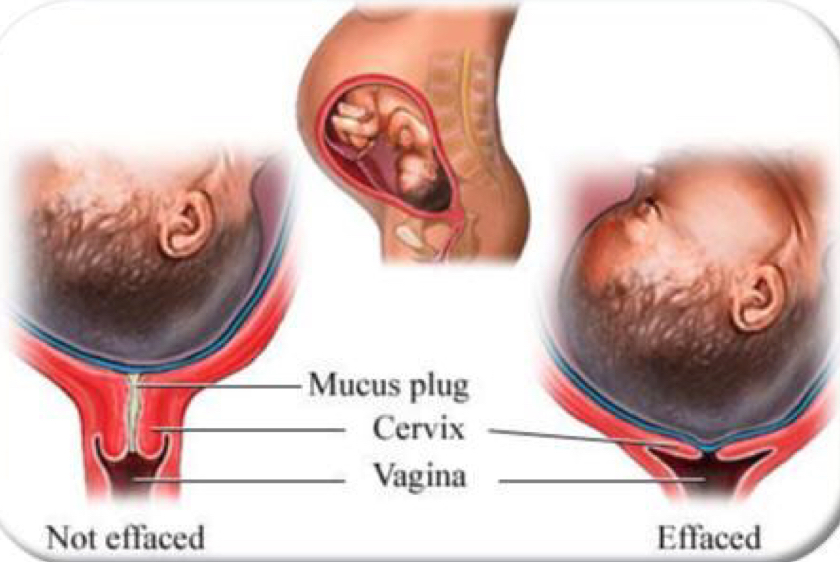 Mucus plug
Cervix
Vagina
Not effaced
Effaced